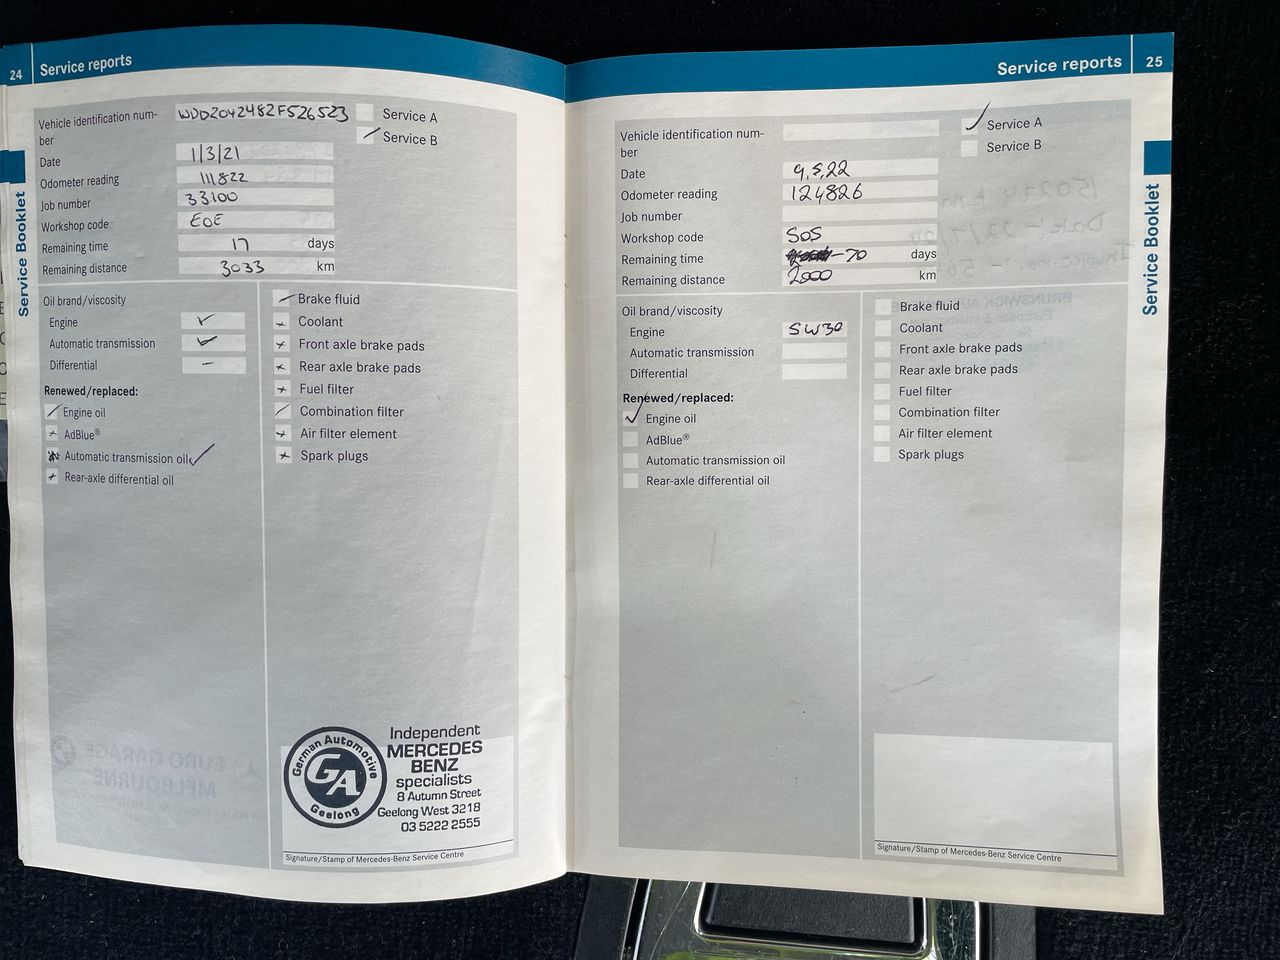 24 Service reports
Vehicle identification num-
ber
WDD2042482F526523
Service A
Service B
Date 1/3/21
Odometer reading 111822
Job number 33100
Workshop code EOE
Remaining time 17 days
Remaining distance 3033 km
Oil brand/viscosity
Engine
Automatic transmission
Differential –
Renewed/replaced:
Engine oil
AdBlue®
Automatic transmission oil
Rear-axle differential oil
Brake fluid
Coolant
Front axle brake pads
Rear axle brake pads
Fuel filter
Combination filter
Air filter element
Spark plugs
German Automotive
GA
Geelong
Independent
MERCEDES
BENZ
specialists
8 Autumn Street
Geelong West 3218
03 5222 2555
Signature/Stamp of Mercedes-Benz Service Centre
Service Booklet
Service reports 25
Vehicle identification num-
ber
Service A
Service B
Date 9,5,22
Odometer reading 124826
Job number
Workshop code SOS
Remaining time -70 days
Remaining distance 2000 km
Oil brand/viscosity
Engine 5W30
Automatic transmission
Differential
Renewed/replaced:
Engine oil
AdBlue®
Automatic transmission oil
Rear-axle differential oil
Brake fluid
Coolant
Front axle brake pads
Rear axle brake pads
Fuel filter
Combination filter
Air filter element
Spark plugs
Signature/Stamp of Mercedes-Benz Service Centre
Service Booklet